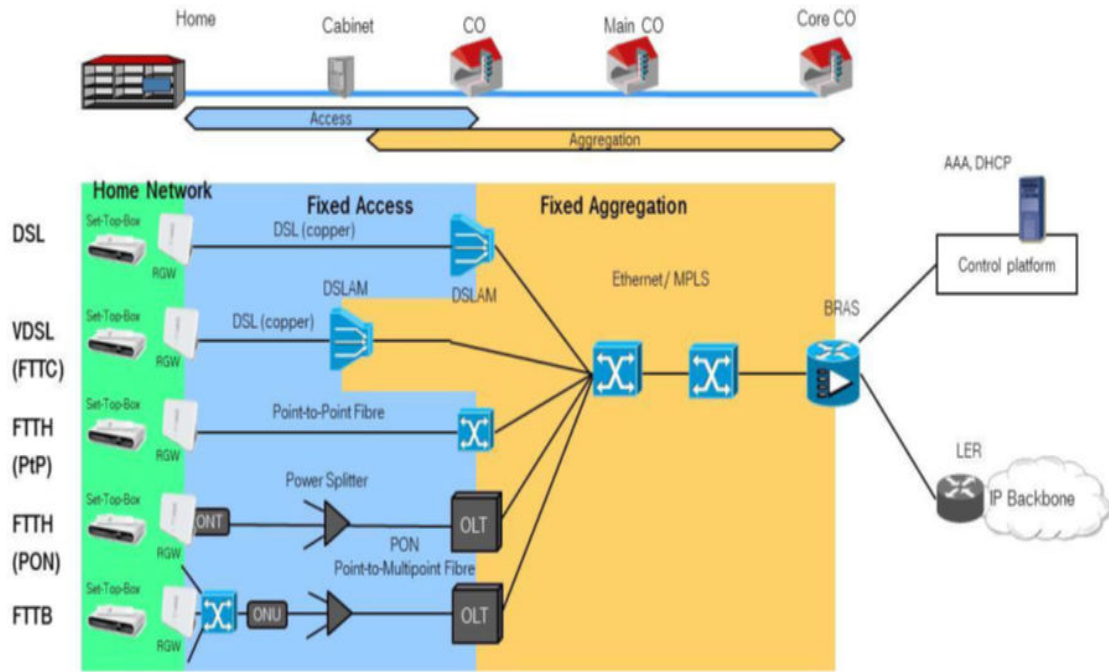 Home
Cabinet
CO
Main CO
Core CO
Access
Aggregation
AAA, DHCP
Home Network
Fixed Access
Fixed Aggregation
DSL
Set-Top-Box
RGW
DSL (copper)
DSLAM
Ethernet / MPLS
Control platform
BRAS
VDSL
(FTTC)
Set-Top-Box
RGW
DSL (copper)
DSLAM
FTTH
(PtP)
Set-Top-Box
RGW
Point-to-Point Fibre
LER
IP Backbone
FTTH
(PON)
Set-Top-Box
RGW
ONT
Power Splitter
OLT
PON
Point-to-Multipoint Fibre
FTTB
Set-Top-Box
RGW
ONU
OLT